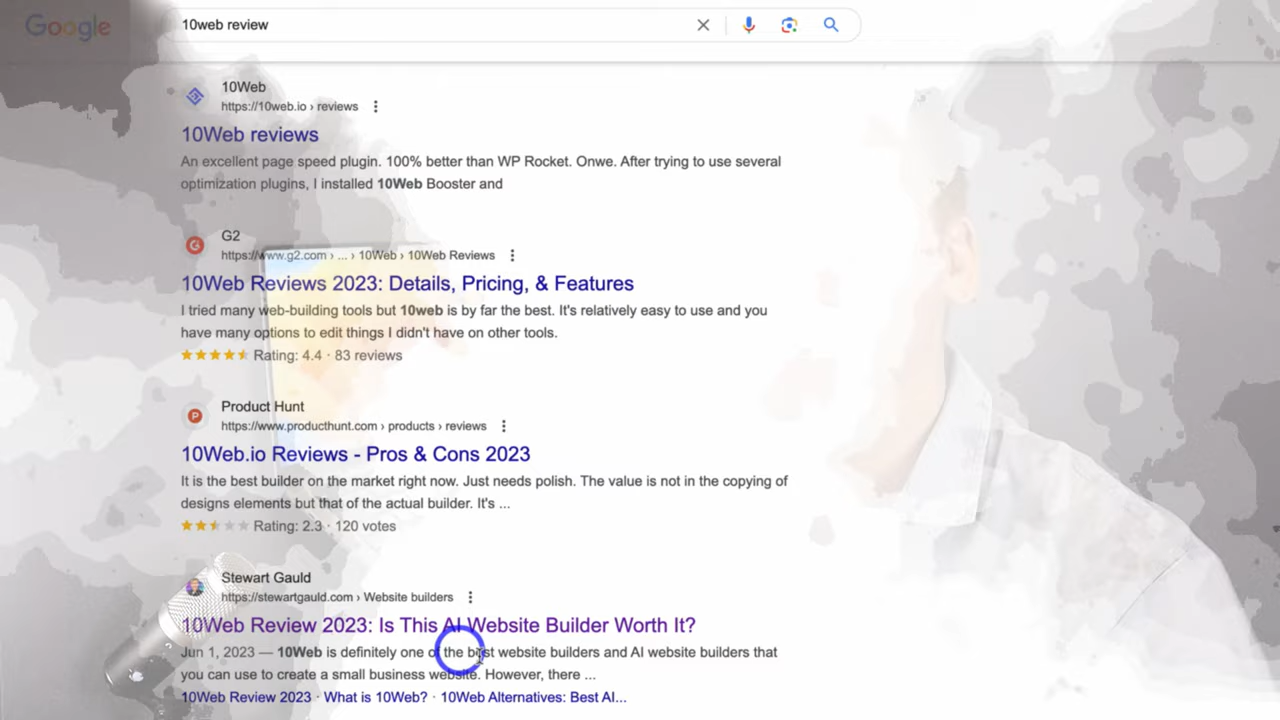 Google
10web review
10Web
https://10web.io › reviews
10Web reviews
An excellent page speed plugin. 100% better than WP Rocket. Onwe. After trying to use several
optimization plugins, I installed 10Web Booster and
G2
https://www.g2.com › ... › 10Web › 10Web Reviews
10Web Reviews 2023: Details, Pricing, & Features
I tried many web-building tools but 10web is by far the best. It's relatively easy to use and you
have many options to edit things I didn't have on other tools.
Rating: 4.4 · 83 reviews
Product Hunt
https://www.producthunt.com › products › reviews
10Web.io Reviews - Pros & Cons 2023
It is the best builder on the market right now. Just needs polish. The value is not in the copying of
designs elements but that of the actual builder. It's ...
Rating: 2.3 · 120 votes
Stewart Gauld
https://stewartgauld.com › Website builders
10Web Review 2023: Is This AI Website Builder Worth It?
Jun 1, 2023 — 10Web is definitely one of the best website builders and AI website builders that
you can use to create a small business website. However, there ...
10Web Review 2023 · What is 10Web? · 10Web Alternatives: Best AI...